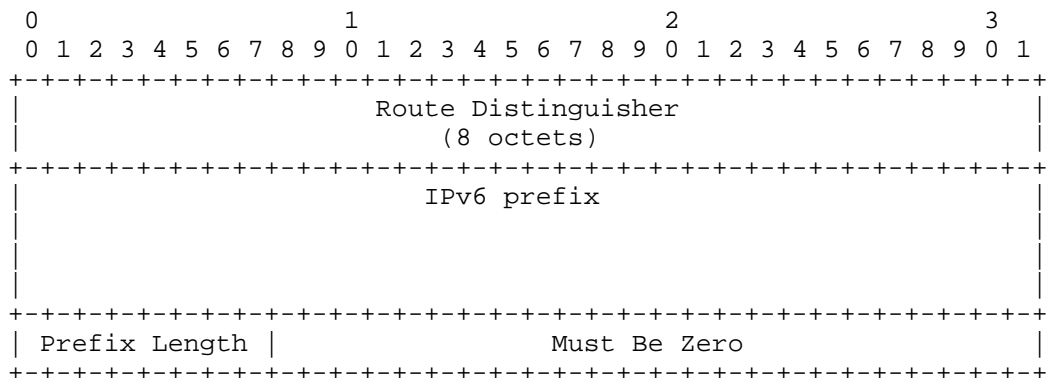 0                   1                   2                   3
 0 1 2 3 4 5 6 7 8 9 0 1 2 3 4 5 6 7 8 9 0 1 2 3 4 5 6 7 8 9 0 1
+-+-+-+-+-+-+-+-+-+-+-+-+-+-+-+-+-+-+-+-+-+-+-+-+-+-+-+-+-+-+-+-+
|                      Route Distinguisher                      |
|                          (8 octets)                           |
+-+-+-+-+-+-+-+-+-+-+-+-+-+-+-+-+-+-+-+-+-+-+-+-+-+-+-+-+-+-+-+-+
|                         IPv6 prefix                           |
|                                                               |
|                                                               |
|                                                               |
+-+-+-+-+-+-+-+-+-+-+-+-+-+-+-+-+-+-+-+-+-+-+-+-+-+-+-+-+-+-+-+-+
| Prefix Length |                 Must Be Zero                  |
+-+-+-+-+-+-+-+-+-+-+-+-+-+-+-+-+-+-+-+-+-+-+-+-+-+-+-+-+-+-+-+-+